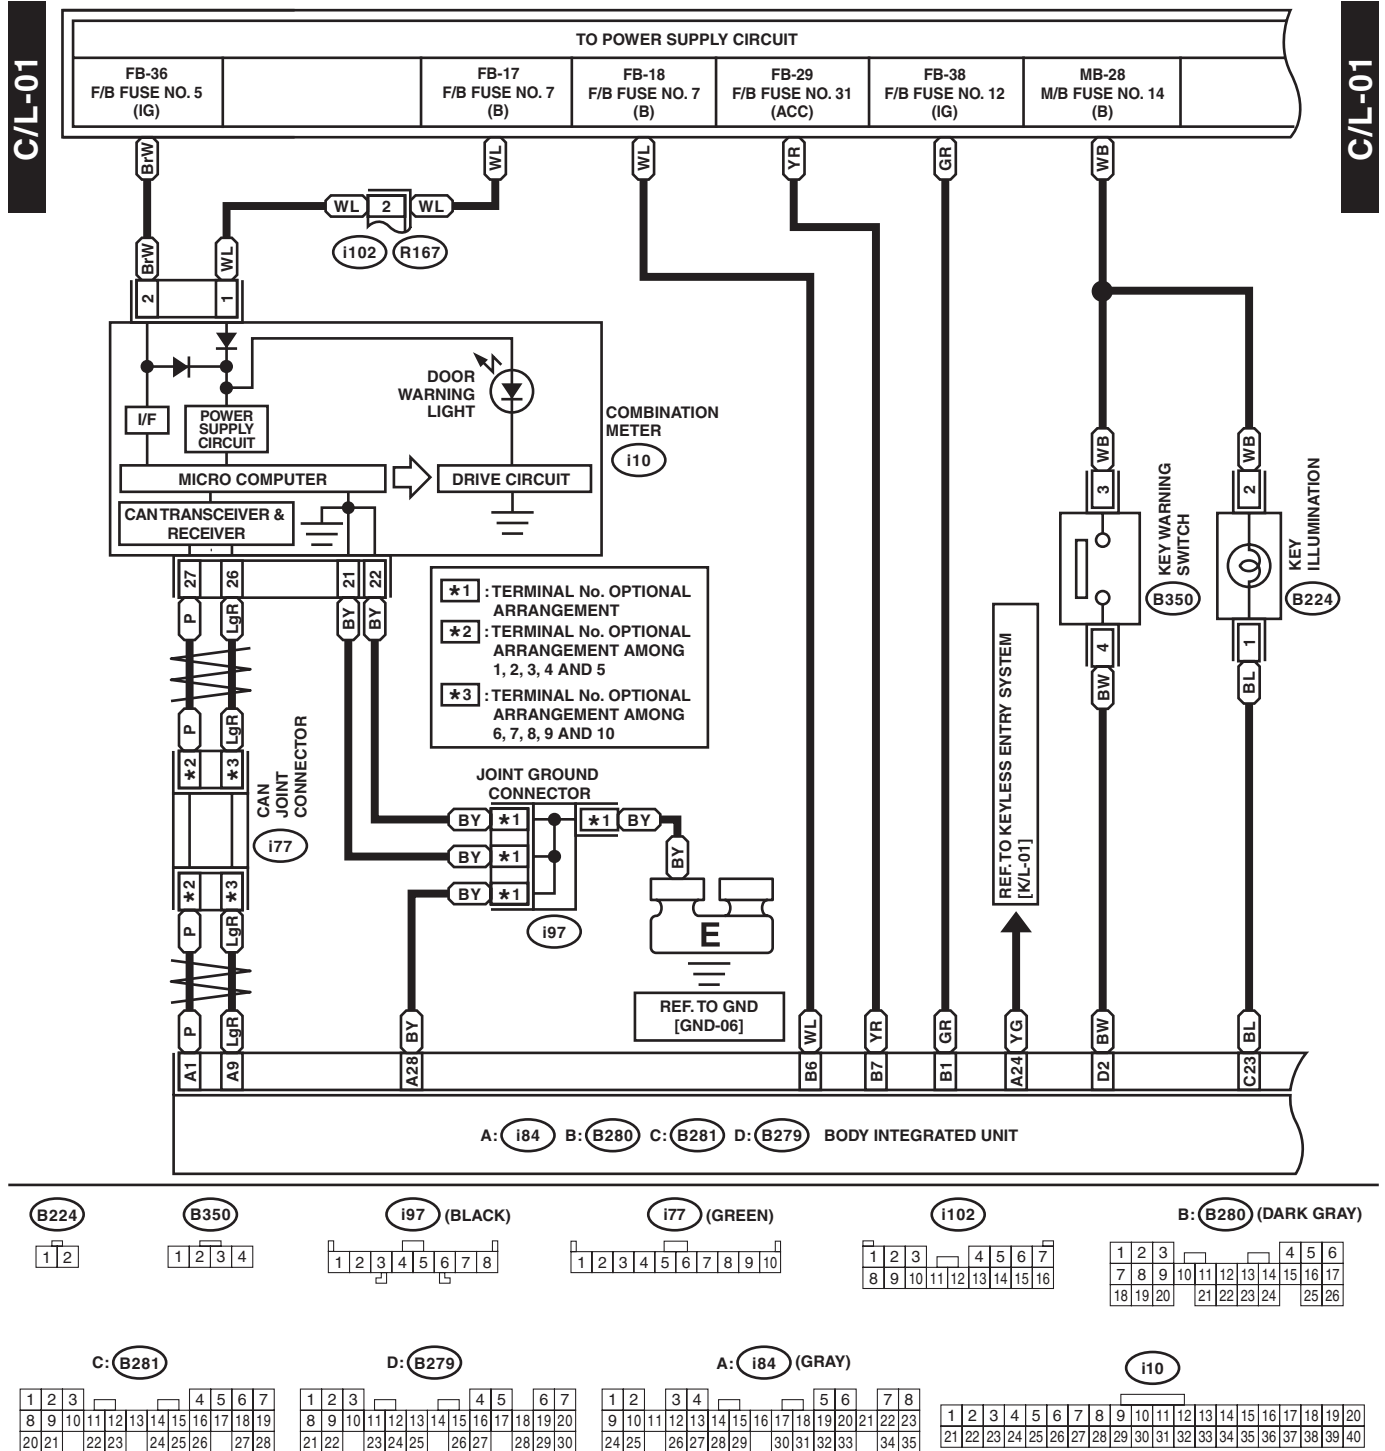 C/L-01
C/L-01
TO POWER SUPPLY CIRCUIT
FB-36
F/B FUSE NO. 5
(IG)
FB-17
F/B FUSE NO. 7
(B)
FB-18
F/B FUSE NO. 7
(B)
FB-29
F/B FUSE NO. 31
(ACC)
FB-38
F/B FUSE NO. 12
(IG)
MB-28
M/B FUSE NO. 14
(B)
BrW
WL
WL
YR
GR
WB
WL 2 WL
i102 R167
BrW
WL
2 1
DOOR
WARNING
LIGHT
I/F
POWER
SUPPLY
CIRCUIT
COMBINATION
METER
i10
MICRO COMPUTER
DRIVE CIRCUIT
CAN TRANSCEIVER &
RECEIVER
27 26 21 22
P LgR BY BY
WB WB
3 2
KEY WARNING
SWITCH
B350
KEY
ILLUMINATION
B224
4 1
BW BL
*1 : TERMINAL No. OPTIONAL
ARRANGEMENT
*2 : TERMINAL No. OPTIONAL
ARRANGEMENT AMONG
1, 2, 3, 4 AND 5
*3 : TERMINAL No. OPTIONAL
ARRANGEMENT AMONG
6, 7, 8, 9 AND 10
P LgR
*2 *3
CAN
JOINT
CONNECTOR
i77
*2 *3
P LgR
JOINT GROUND
CONNECTOR
BY *1 *1 BY
BY *1
BY *1
BY
i97
E
REF. TO GND
[GND-06]
REF. TO KEYLESS ENTRY SYSTEM
[K/L-01]
P LgR BY WL YR GR YG BW BL
A1 A9 A28 B6 B7 B1 A24 D2 C23
A: i84 B: B280 C: B281 D: B279 BODY INTEGRATED UNIT
B224
1 2
B350
1 2 3 4
i97 (BLACK)
1 2 3 4 5 6 7 8
i77 (GREEN)
1 2 3 4 5 6 7 8 9 10
i102
1 2 3 4 5 6 7
8 9 10 11 12 13 14 15 16
B: B280 (DARK GRAY)
1 2 3 4 5 6
7 8 9 10 11 12 13 14 15 16 17
18 19 20 21 22 23 24 25 26
C: B281
1 2 3 4 5 6 7
8 9 10 11 12 13 14 15 16 17 18 19
20 21 22 23 24 25 26 27 28
D: B279
1 2 3 4 5 6 7
8 9 10 11 12 13 14 15 16 17 18 19 20
21 22 23 24 25 26 27 28 29 30
A: i84 (GRAY)
1 2 3 4 5 6 7 8
9 10 11 12 13 14 15 16 17 18 19 20 21 22 23
24 25 26 27 28 29 30 31 32 33 34 35
i10
1 2 3 4 5 6 7 8 9 10 11 12 13 14 15 16 17 18 19 20
21 22 23 24 25 26 27 28 29 30 31 32 33 34 35 36 37 38 39 40